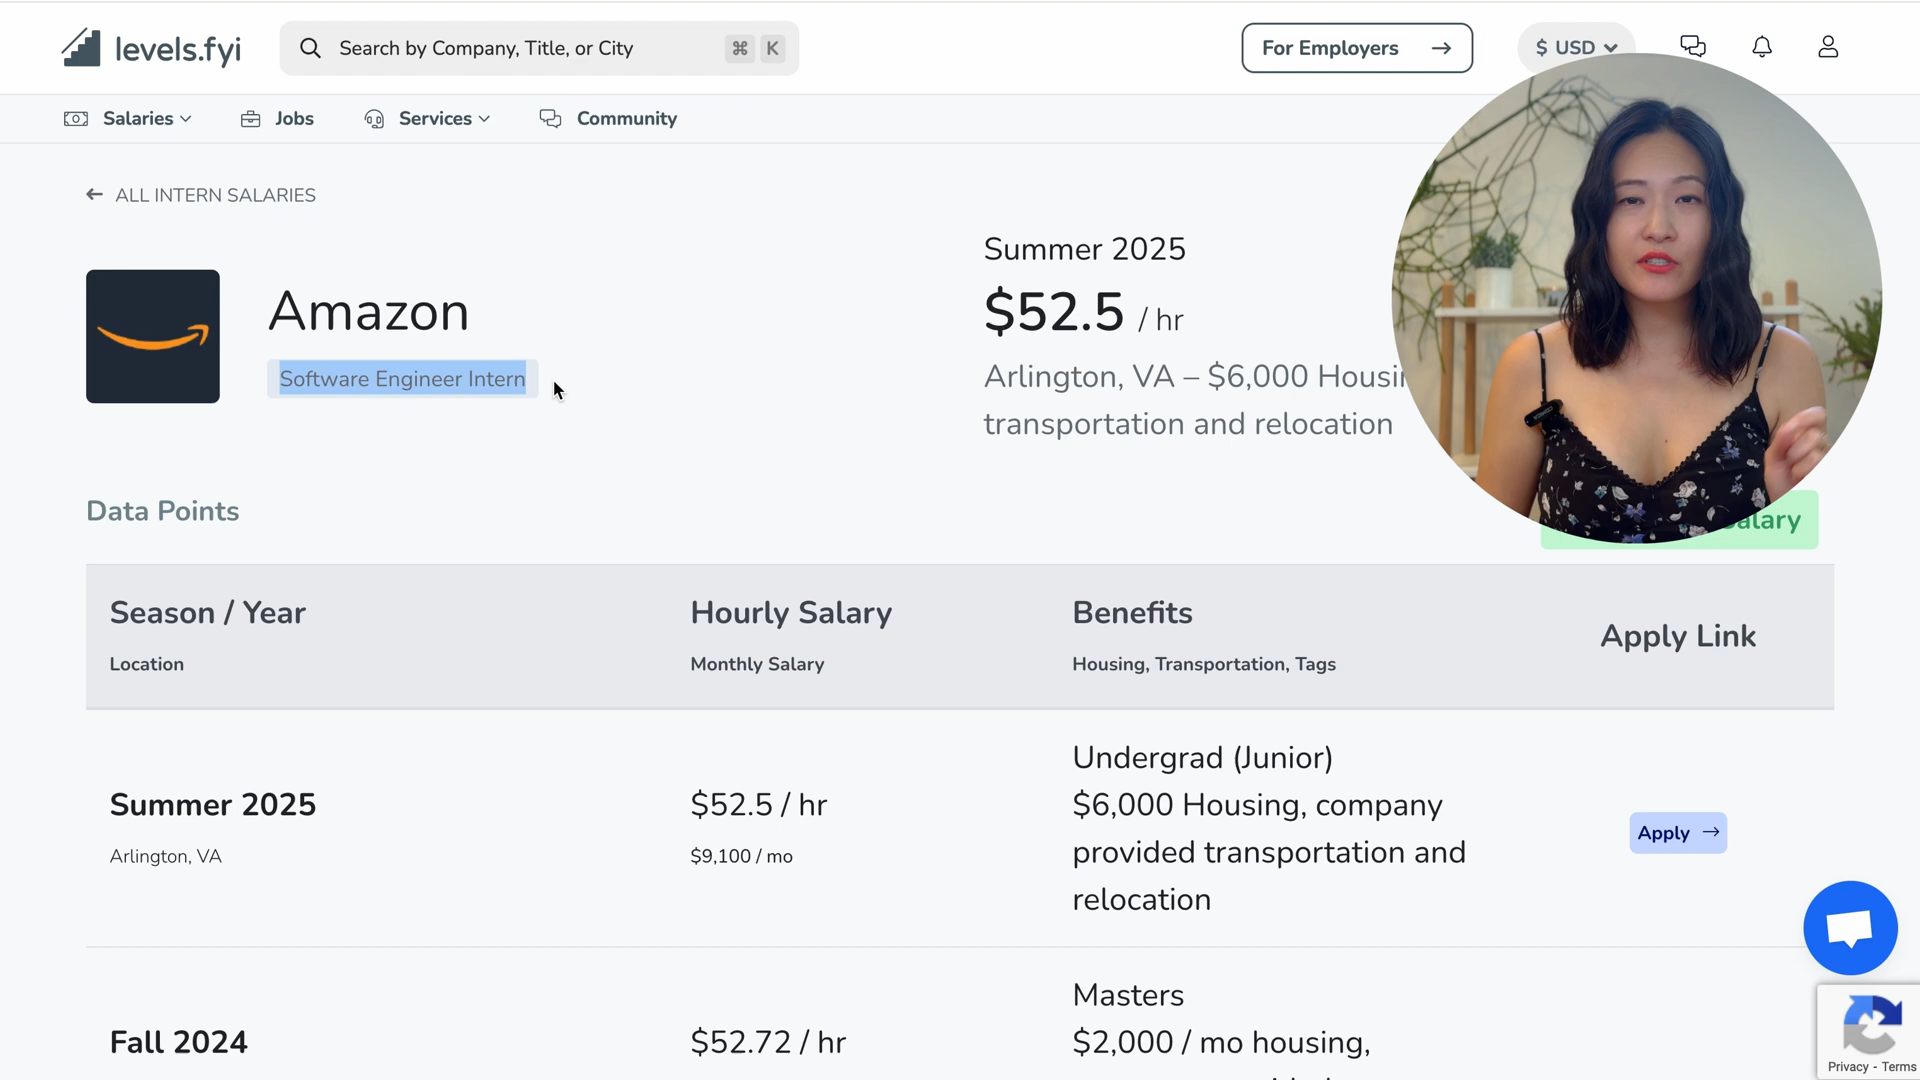 levels.fyi
Search by Company, Title, or City
⌘ K
For Employers →
$ USD
Salaries
Jobs
Services
Community
← ALL INTERN SALARIES
Amazon
Software Engineer Intern
Summer 2025
$52.5 / hr
Arlington, VA – $6,000
transportation and relocation
Data Points
Season / Year
Location
Hourly Salary
Monthly Salary
Benefits
Housing, Transportation, Tags
Apply Link
Summer 2025
Arlington, VA
$52.5 / hr
$9,100 / mo
Undergrad (Junior)
$6,000 Housing, company
provided transportation and
relocation
Apply →
Fall 2024
$52.72 / hr
Masters
$2,000 / mo housing,
Privacy - Terms